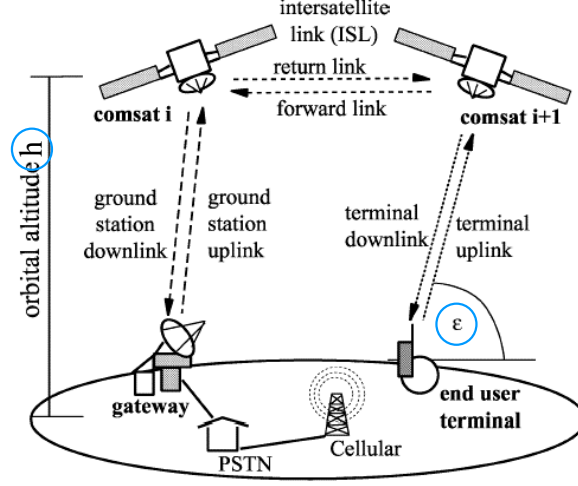 intersatellite
link (ISL)
return link
forward link
comsat i
comsat i+1
orbital altitude h
ground
station
downlink
ground
station
uplink
terminal
downlink
terminal
uplink
ε
gateway
end user
terminal
PSTN
Cellular